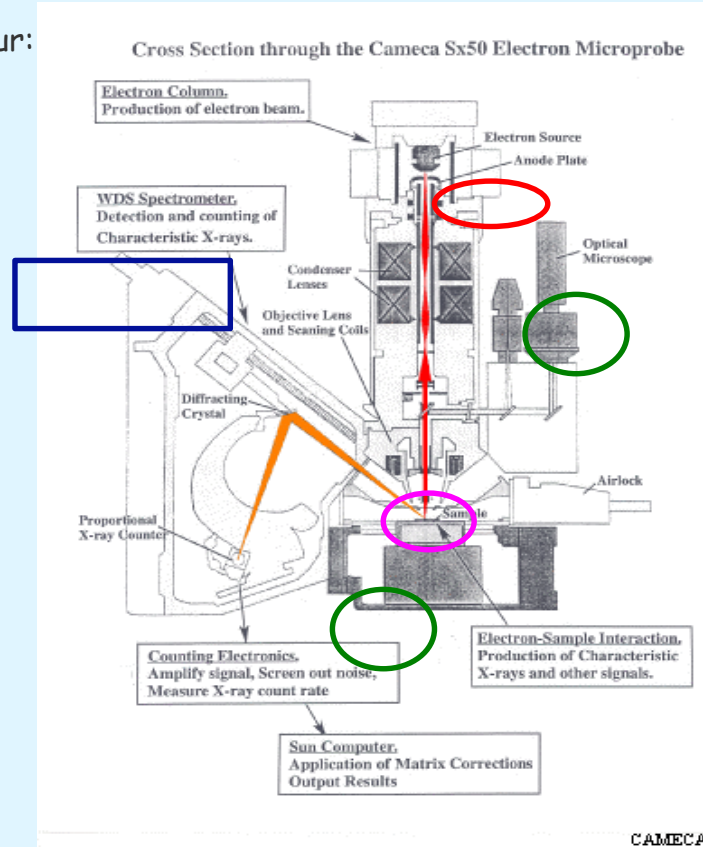 ur:
Cross Section through the Cameca Sx50 Electron Microprobe
Electron Column.
Production of electron beam.
Electron Source
Anode Plate
WDS Spectrometer.
Detection and counting of
Characteristic X-rays.
Optical
Microscope
Condenser
Lenses
Objective Lens
and Scaning Coils
Diffracting
Crystal
Airlock
Sample
Proportional
X-ray Counter
Counting Electronics.
Amplify signal, Screen out noise,
Measure X-ray count rate
Electron-Sample Interaction.
Production of Characteristic
X-rays and other signals.
Sun Computer.
Application of Matrix Corrections
Output Results
CAMECA